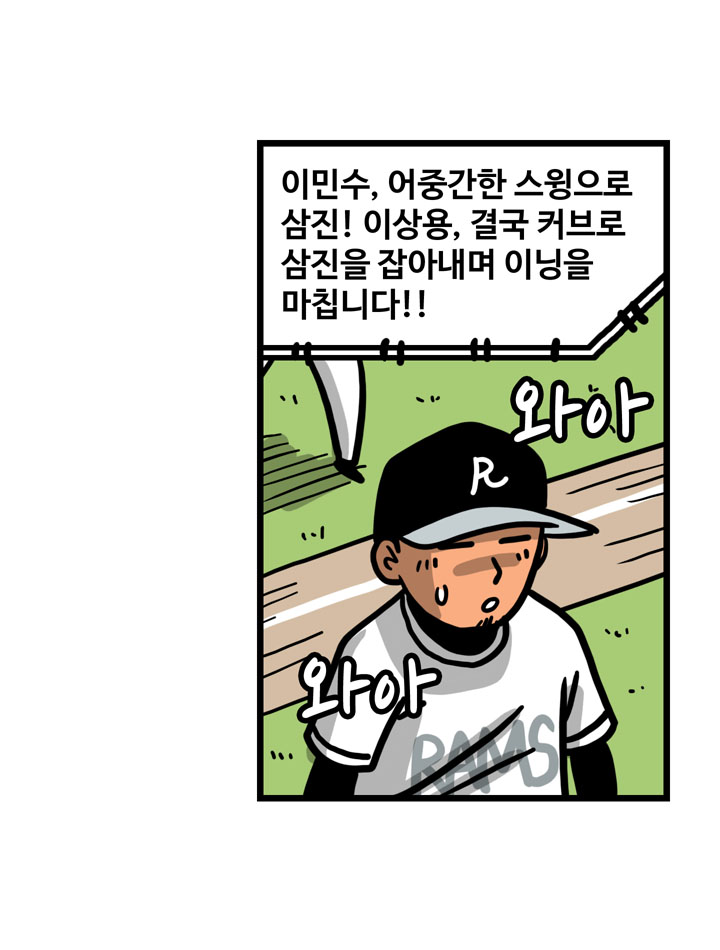 이민수, 어중간한 스윙으로
삼진! 이상용, 결국 커브로
삼진을 잡아내며 이닝을
마칩니다!!
와아
R
와아
RAMS